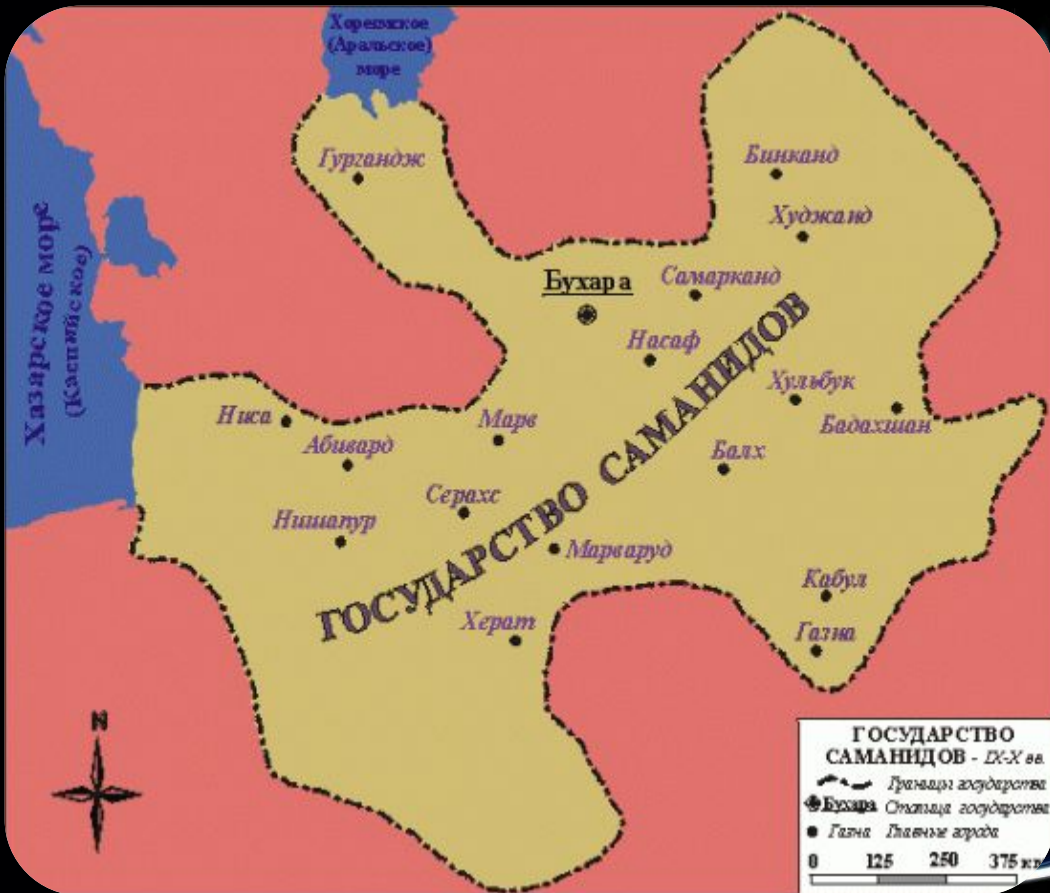 Хорезмское
(Аральское)
море
Гургандж
Бинканд
Худжанд
Хазарское море
(Каспийское)
Бухара
Самарканд
Насаф
Хульбук
Бадахшан
Ниса
Абивард
Марв
Балх
Серахс
Нишапур
ГОСУДАРСТВО САМАНИДОВ
Марваруд
Кабул
Газна
Херат
N
ГОСУДАРСТВО
САМАНИДОВ - IX-X вв.
Границы государства
Бухара Столица государства
Газна Главные города
0 125 250 375 км